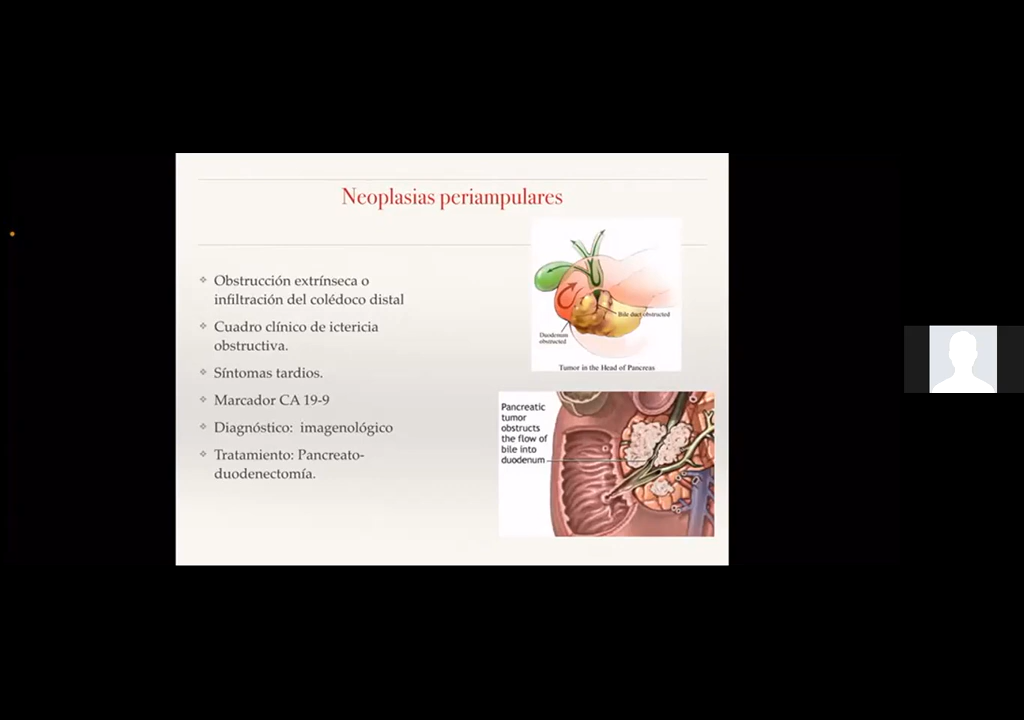 Neoplasias periampulares
Obstrucción extrínseca o
infiltración del colédoco distal
Cuadro clínico de ictericia
obstructiva.
Síntomas tardios.
Marcador CA 19-9
Diagnóstico: imagenológico
Tratamiento: Pancreato-
duodenectomía.
Bile duct obstructed
Duodenum
obstructed
Tumor in the Head of Pancreas
Pancreatic
tumor
obstructs
the flow of
bile into
duodenum